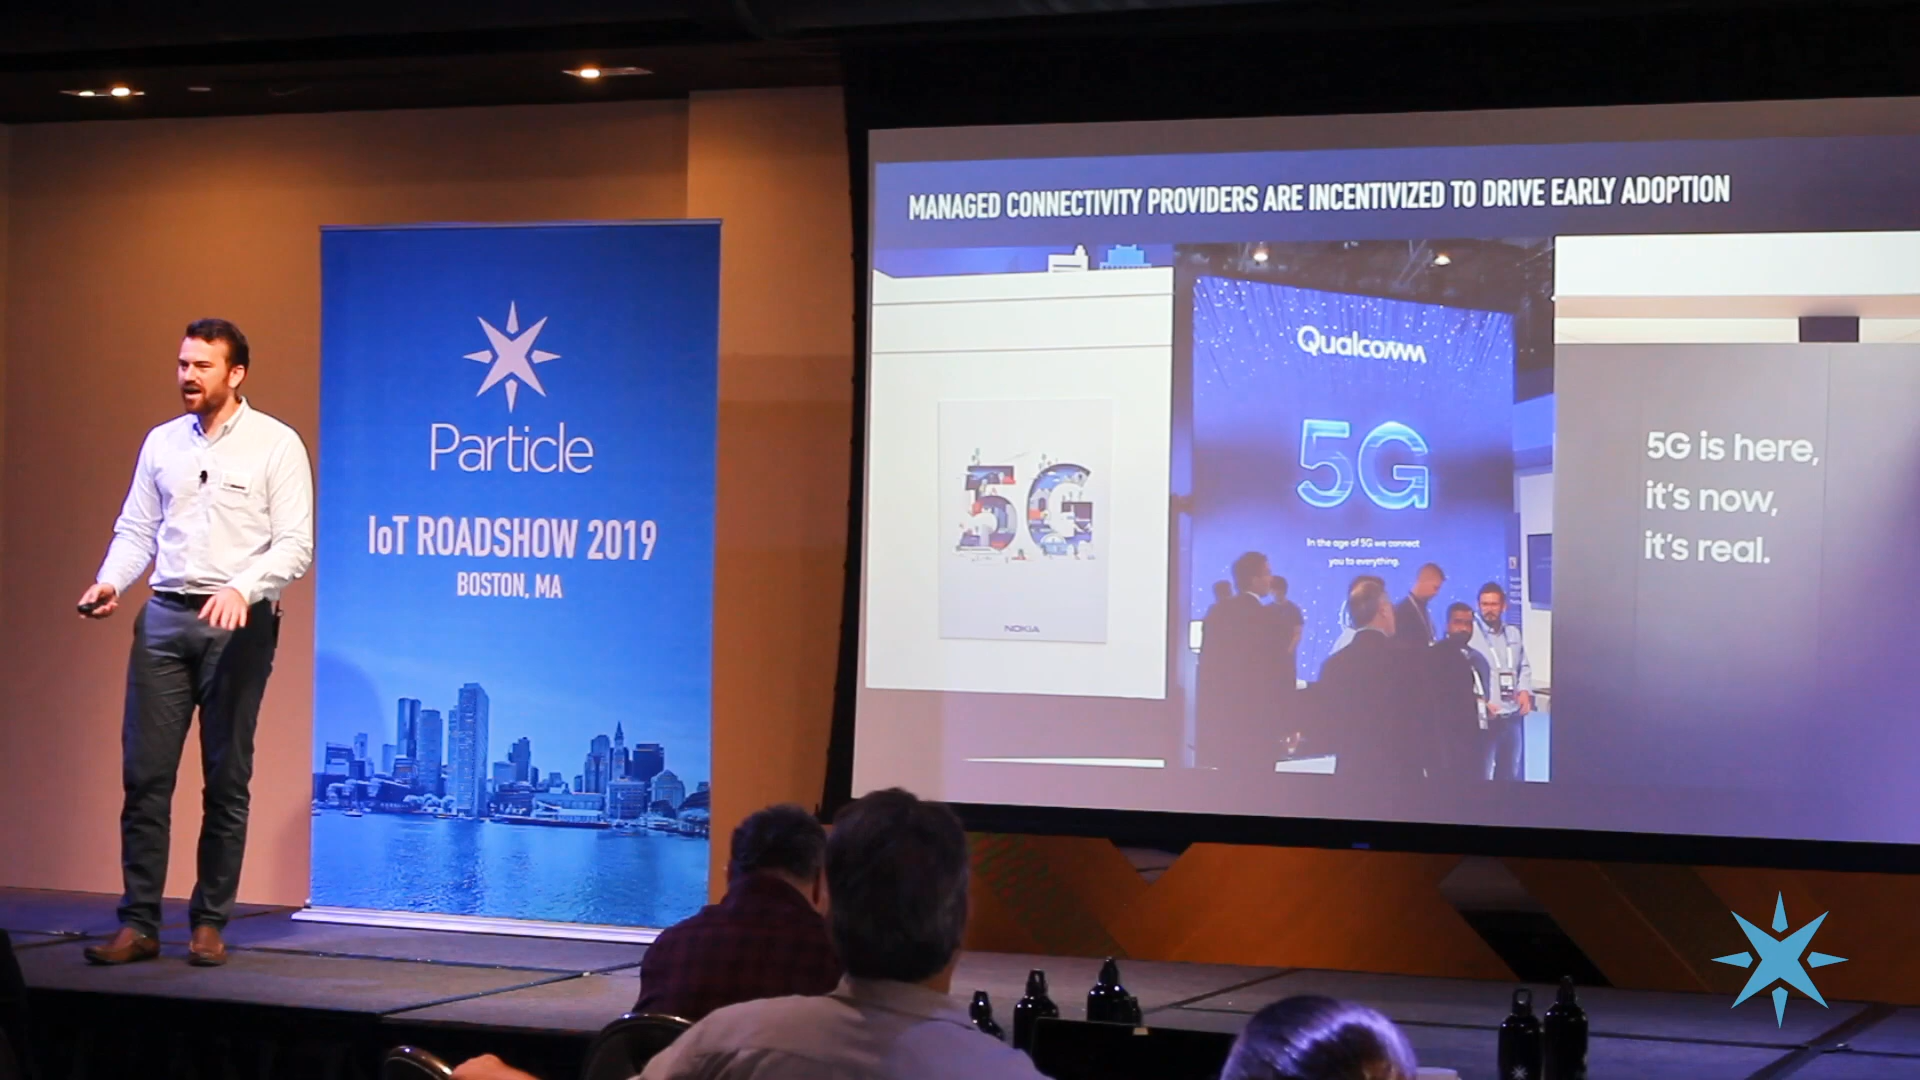 Particle
IoT ROADSHOW 2019
BOSTON, MA
MANAGED CONNECTIVITY PROVIDERS ARE INCENTIVIZED TO DRIVE EARLY ADOPTION
5G
NOKIA
Qualcomm
5G
In the age of 5G we connect
you to everything.
5G is here,
it's now,
it's real.